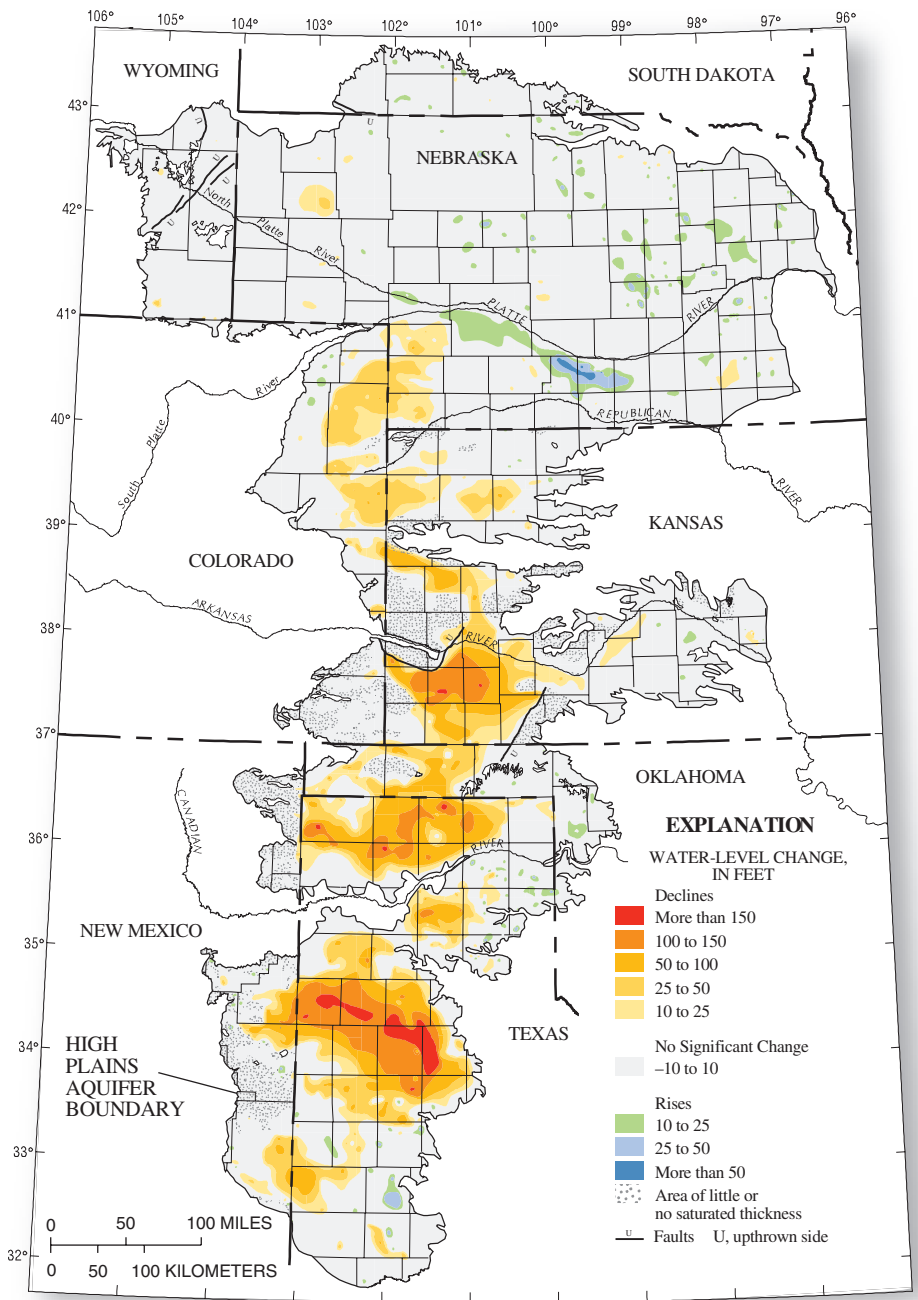 106° 105° 104° 103° 102° 101° 100° 99° 98° 97° 96°
WYOMING
SOUTH DAKOTA
43°
U
U
U
NEBRASKA
U
U
42°
North Platte River
PLATTE RIVER
41°
South Platte River
REPUBLICAN RIVER
40°
39°
KANSAS
COLORADO
ARKANSAS RIVER
38°
U
37°
U
OKLAHOMA
CANADIAN RIVER
36°
NEW MEXICO
35°
TEXAS
34°
HIGH
PLAINS
AQUIFER
BOUNDARY
33°
32°
EXPLANATION
WATER-LEVEL CHANGE,
IN FEET
Declines
More than 150
100 to 150
50 to 100
25 to 50
10 to 25
No Significant Change
–10 to 10
Rises
10 to 25
25 to 50
More than 50
Area of little or
no saturated thickness
U
Faults U, upthrown side
0 50 100 MILES
0 50 100 KILOMETERS